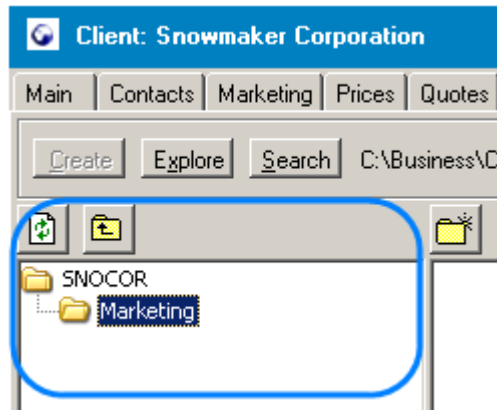 Client: Snowmaker Corporation
Main Contacts Marketing Prices Quotes
Create Explore Search C:\Business\C
SNOCOR
Marketing